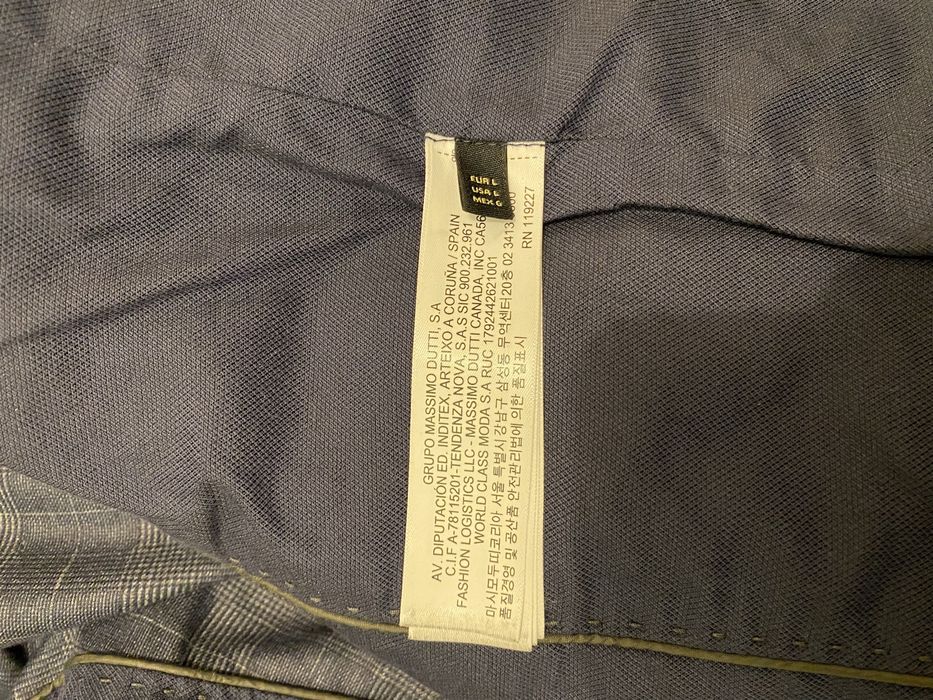 EUR L
USA L
MEX G
GRUPO MASSIMO DUTTI, S.A
AV. DIPUTACIÓN ED. INDITEX, ARTEIXO A CORUÑA / SPAIN
C.I.F A-78115201-TENDENZA NOVA, S.A.S SIC 900.232.961
FASHION LOGISTICS LLC - MASSIMO DUTTI CANADA, INC CA56
WORLD CLASS MODA S.A RUC 1792442621001
마시모두띠코리아 서울 특별시 강남구 삼성동 무역센터20층 02 3413
품질경영 및 공산품 안전관리법에 의한 품질표시
RN 119227